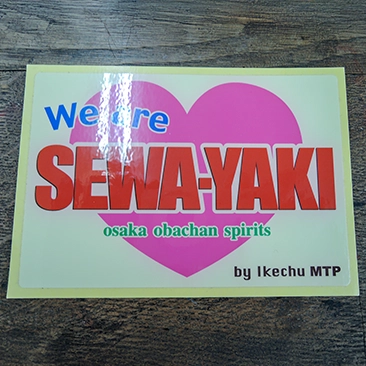 We are
SEWA-YAKI
osaka obachan spirits
by Ikechu MTP